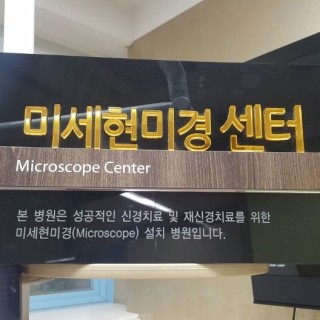 미세현미경 센터
Microscope Center
본 병원은 성공적인 신경치료 및 재신경치료를 위한
미세현미경(Microscope) 설치 병원입니다.